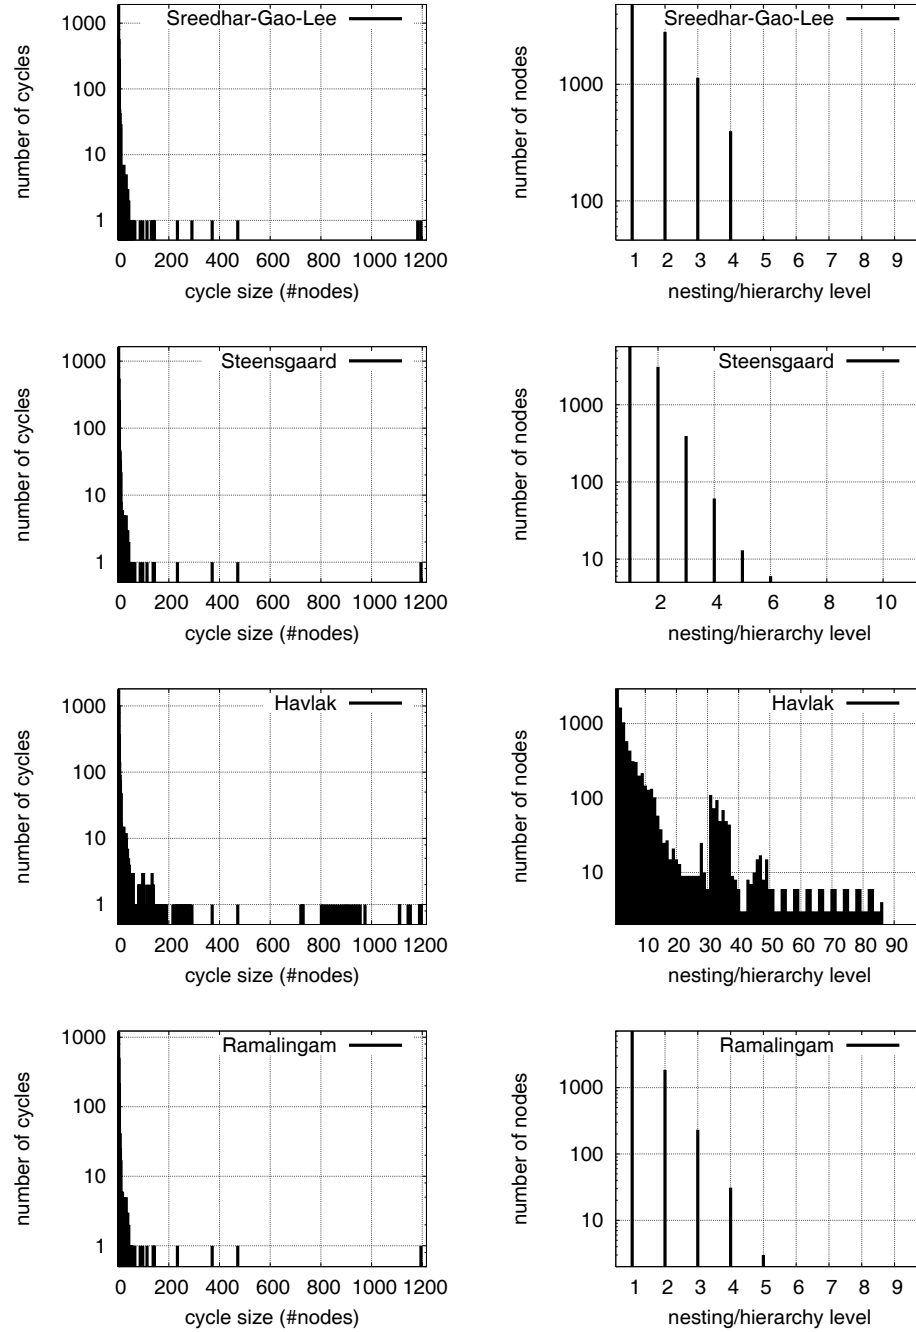 Sreedhar-Gao-Lee
number of cycles
1000
100
10
1
0 200 400 600 800 1000 1200
cycle size (#nodes)
Sreedhar-Gao-Lee
number of nodes
1000
100
1 2 3 4 5 6 7 8 9
nesting/hierarchy level
Steensgaard
number of cycles
1000
100
10
1
0 200 400 600 800 1000 1200
cycle size (#nodes)
Steensgaard
number of nodes
1000
100
10
2 4 6 8 10
nesting/hierarchy level
Havlak
number of cycles
1000
100
10
1
0 200 400 600 800 1000 1200
cycle size (#nodes)
Havlak
number of nodes
1000
100
10
10 20 30 40 50 60 70 80 90
nesting/hierarchy level
Ramalingam
number of cycles
1000
100
10
1
0 200 400 600 800 1000 1200
cycle size (#nodes)
Ramalingam
number of nodes
1000
100
10
1 2 3 4 5 6 7 8 9
nesting/hierarchy level